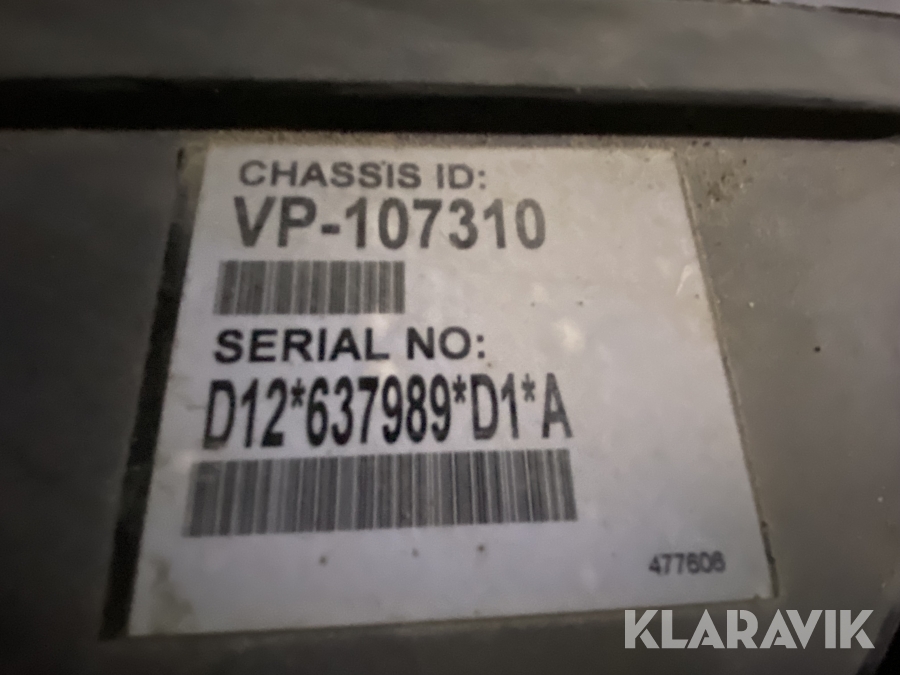 CHASSIS ID:
VP-107310
SERIAL NO:
D12*637989*D1*A
477606
KLARAVIK